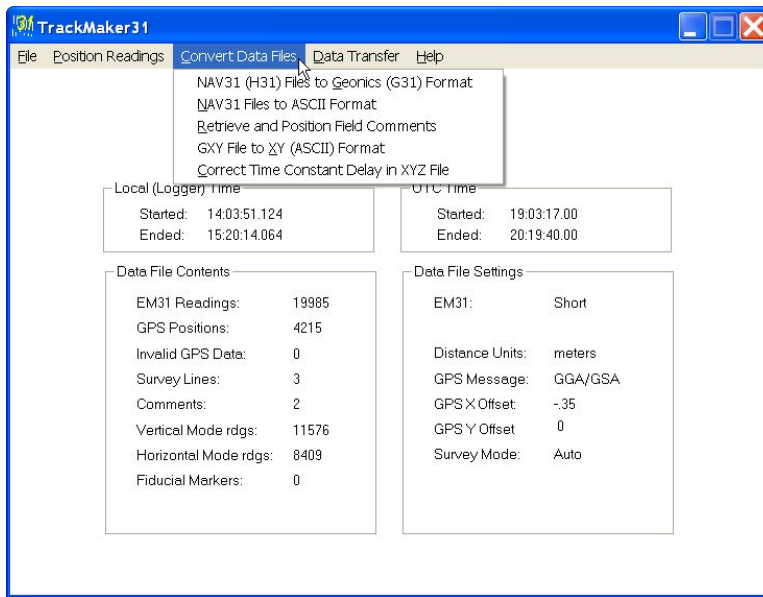 TrackMaker31
File Position Readings Convert Data Files Data Transfer Help
NAV31 (H31) Files to Geonics (G31) Format
NAV31 Files to ASCII Format
Retrieve and Position Field Comments
GXY File to XY (ASCII) Format
Correct Time Constant Delay in XYZ File
Local (Logger) Time
Started: 14:03:51.124
Ended: 15:20:14.064
UTC Time
Started: 19:03:17.00
Ended: 20:19:40.00
Data File Contents
EM31 Readings: 19985
GPS Positions: 4215
Invalid GPS Data: 0
Survey Lines: 3
Comments: 2
Vertical Mode rdgs: 11576
Horizontal Mode rdgs: 8409
Fiducial Markers: 0
Data File Settings
EM31: Short
Distance Units: meters
GPS Message: GGA/GSA
GPS X Offset: -.35
GPS Y Offset 0
Survey Mode: Auto